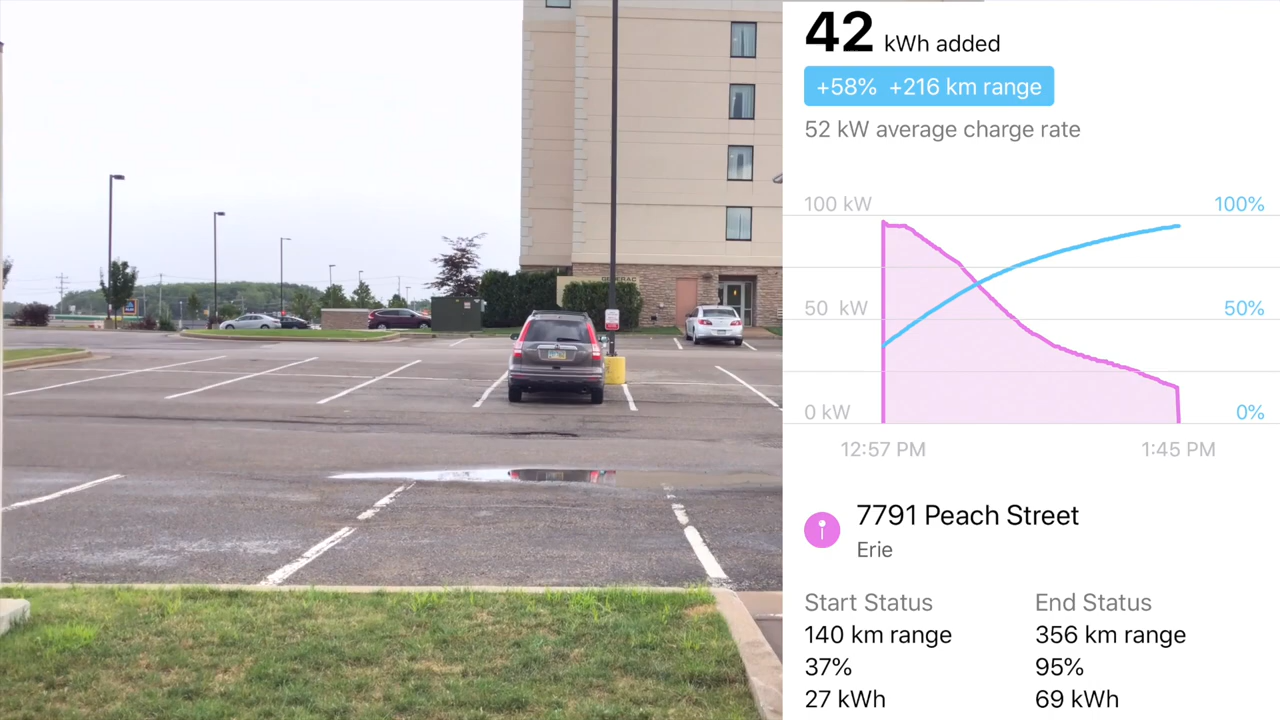 42 kWh added
+58% +216 km range
52 kW average charge rate
100 kW 100%
50 kW 50%
0 kW 0%
12:57 PM 1:45 PM
7791 Peach Street
Erie
Start Status End Status
140 km range 356 km range
37% 95%
27 kWh 69 kWh